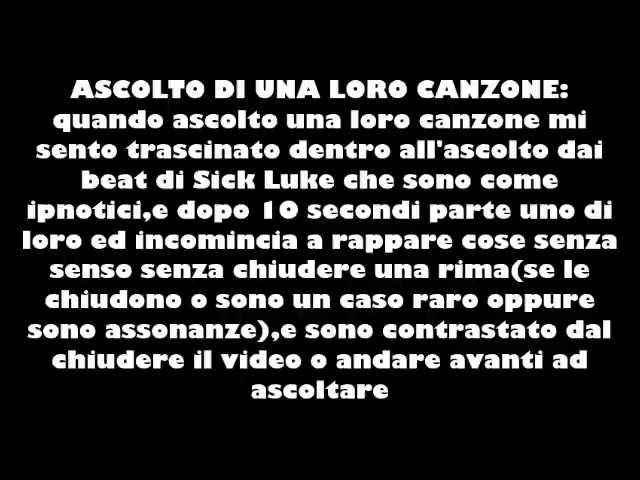 ASCOLTO DI UNA LORO CANZONE:
quando ascolto una loro canzone mi
sento trascinato dentro all'ascolto dai
beat di Sick Luke che sono come
ipnotici,e dopo 10 secondi parte uno di
loro ed incomincia a rappare cose senza
senso senza chiudere una rima(se le
chiudono o sono un caso raro oppure
sono assonanze),e sono contrastato dal
chiudere il video o andare avanti ad
ascoltare